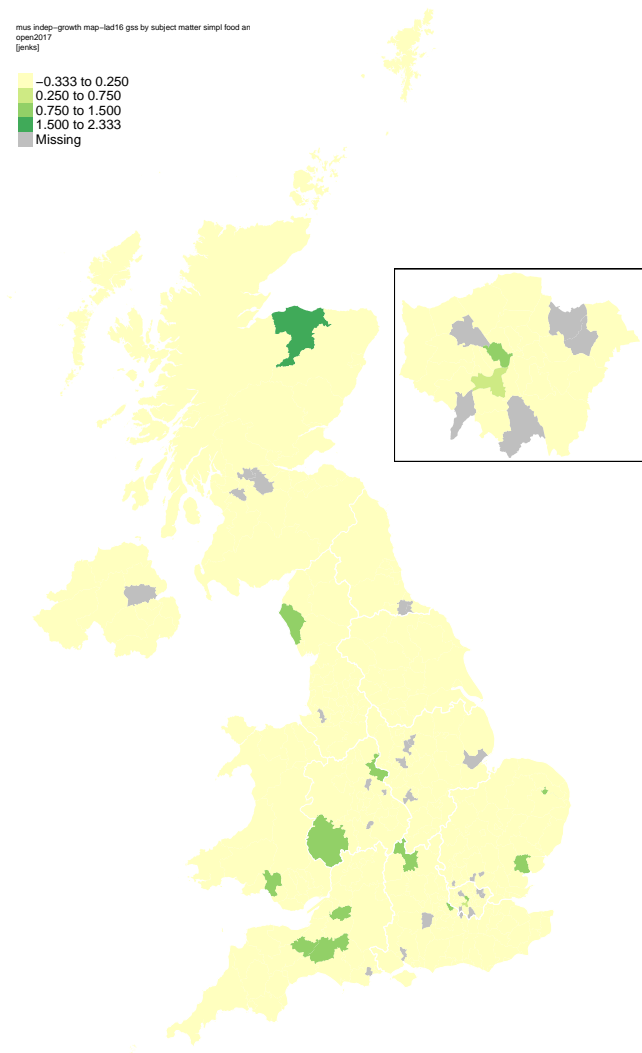 mus indep−growth map−lad16 gss by subject matter simpl food an
open2017
[jenks]
−0.333 to 0.250
0.250 to 0.750
0.750 to 1.500
1.500 to 2.333
Missing